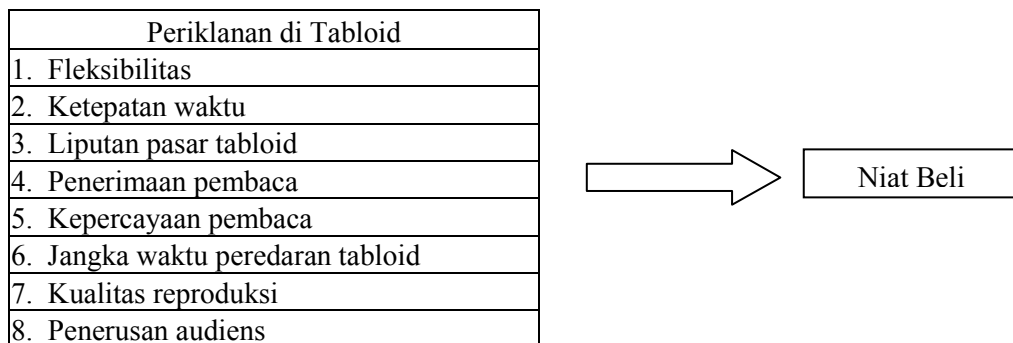 Periklanan di Tabloid
1. Fleksibilitas
2. Ketepatan waktu
3. Liputan pasar tabloid
4. Penerimaan pembaca
5. Kepercayaan pembaca
6. Jangka waktu peredaran tabloid
7. Kualitas reproduksi
8. Penerusan audiens
Niat Beli